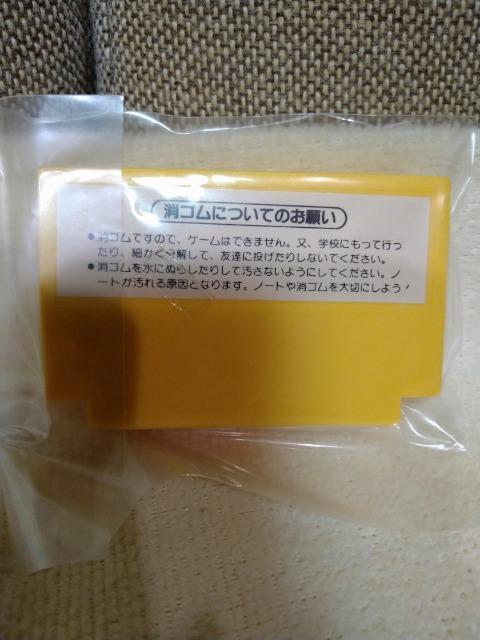 消ゴムについてのお願い
●消ゴムですので、ゲームはできません。又、学校にもって行っ
たり、細かく分解して、友達に投げたりしないでください。
●消ゴムを水にぬらしたりして汚さないようにしてください。ノ
ートが汚れる原因となります。ノートや消ゴムを大切にしよう!